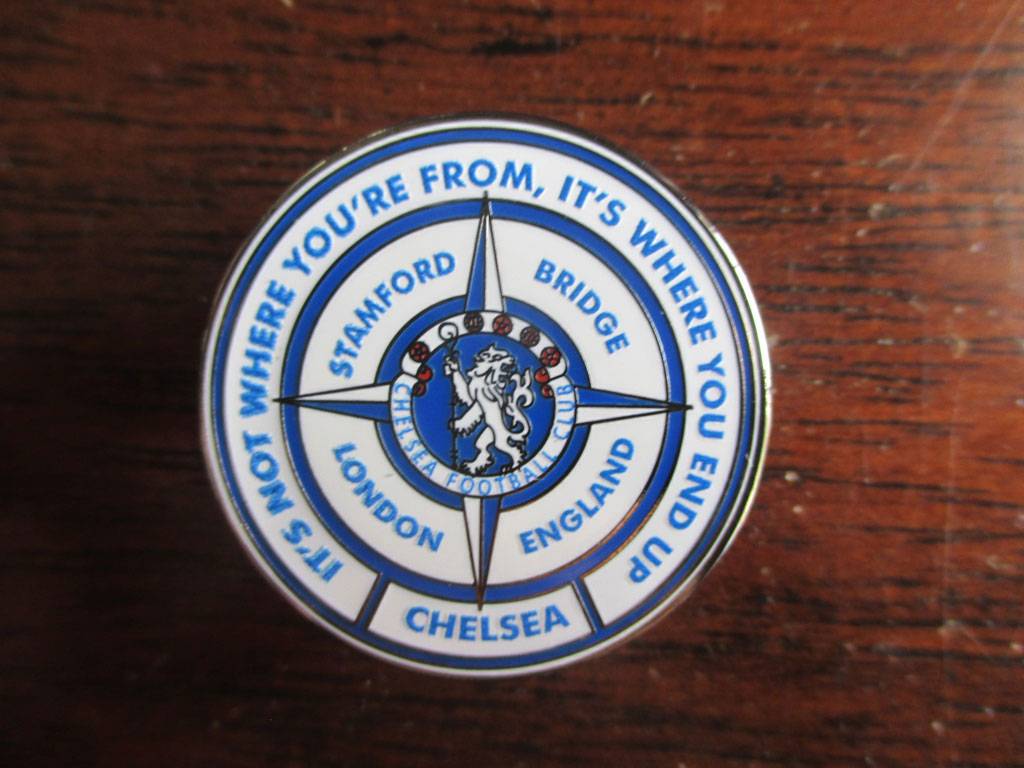 IT'S NOT WHERE YOU'RE FROM, IT'S WHERE YOU END UP
STAMFORD
BRIDGE
LONDON
ENGLAND
CHELSEA FOOTBALL CLUB
CHELSEA